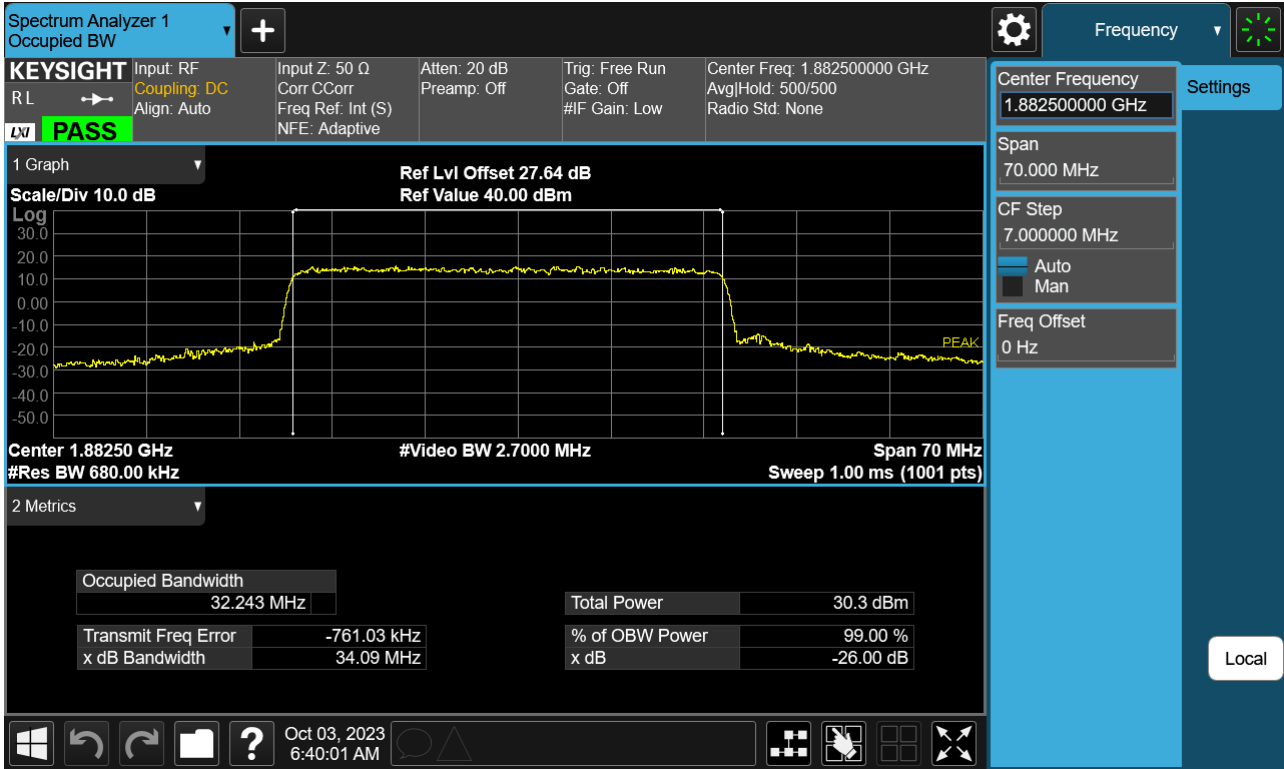 Spectrum Analyzer 1
Occupied BW
Frequency
KEYSIGHT
R L
LXI
PASS
Input: RF
Coupling: DC
Align: Auto
Input Z: 50 Ω
Corr CCorr
Freq Ref: Int (S)
NFE: Adaptive
Atten: 20 dB
Preamp: Off
Trig: Free Run
Gate: Off
#IF Gain: Low
Center Freq: 1.882500000 GHz
Avg|Hold: 500/500
Radio Std: None
1 Graph
Scale/Div 10.0 dB
Ref Lvl Offset 27.64 dB
Ref Value 40.00 dBm
Log
30.0
20.0
10.0
0.00
-10.0
-20.0
-30.0
-40.0
-50.0
PEAK
Center 1.88250 GHz
#Video BW 2.7000 MHz
Span 70 MHz
#Res BW 680.00 kHz
Sweep 1.00 ms (1001 pts)
2 Metrics
Occupied Bandwidth
32.243 MHz
Transmit Freq Error -761.03 kHz
x dB Bandwidth 34.09 MHz
Total Power 30.3 dBm
% of OBW Power 99.00 %
x dB -26.00 dB
Center Frequency
1.882500000 GHz
Span
70.000 MHz
CF Step
7.000000 MHz
Auto
Man
Freq Offset
0 Hz
Settings
Local
?
Oct 03, 2023
6:40:01 AM